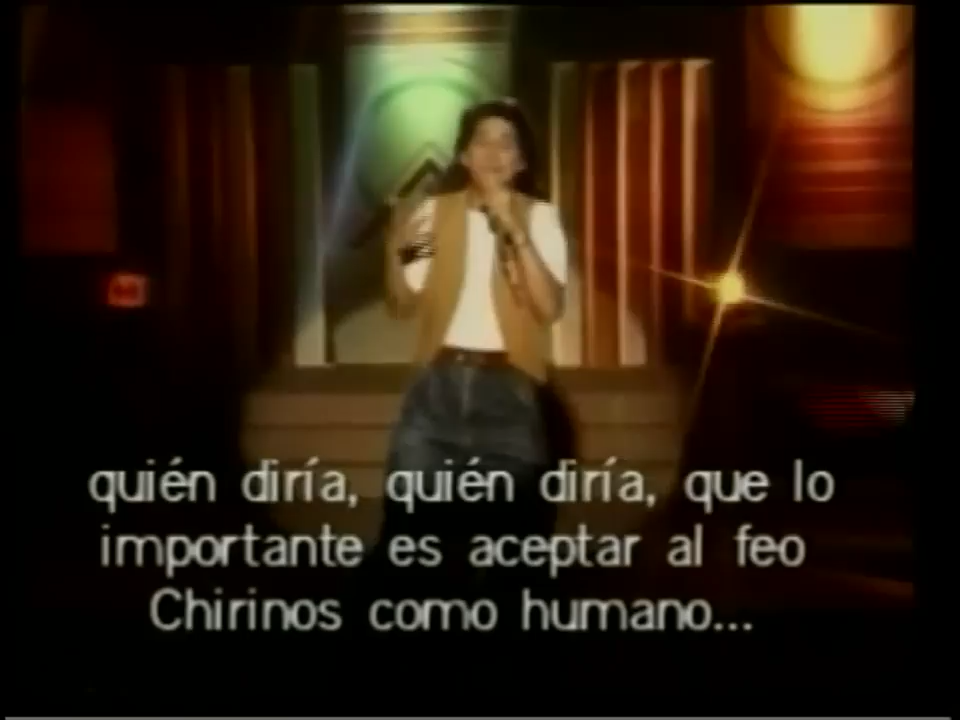 quién diría, quién diría, que lo
importante es aceptar al feo
Chirinos como humano...